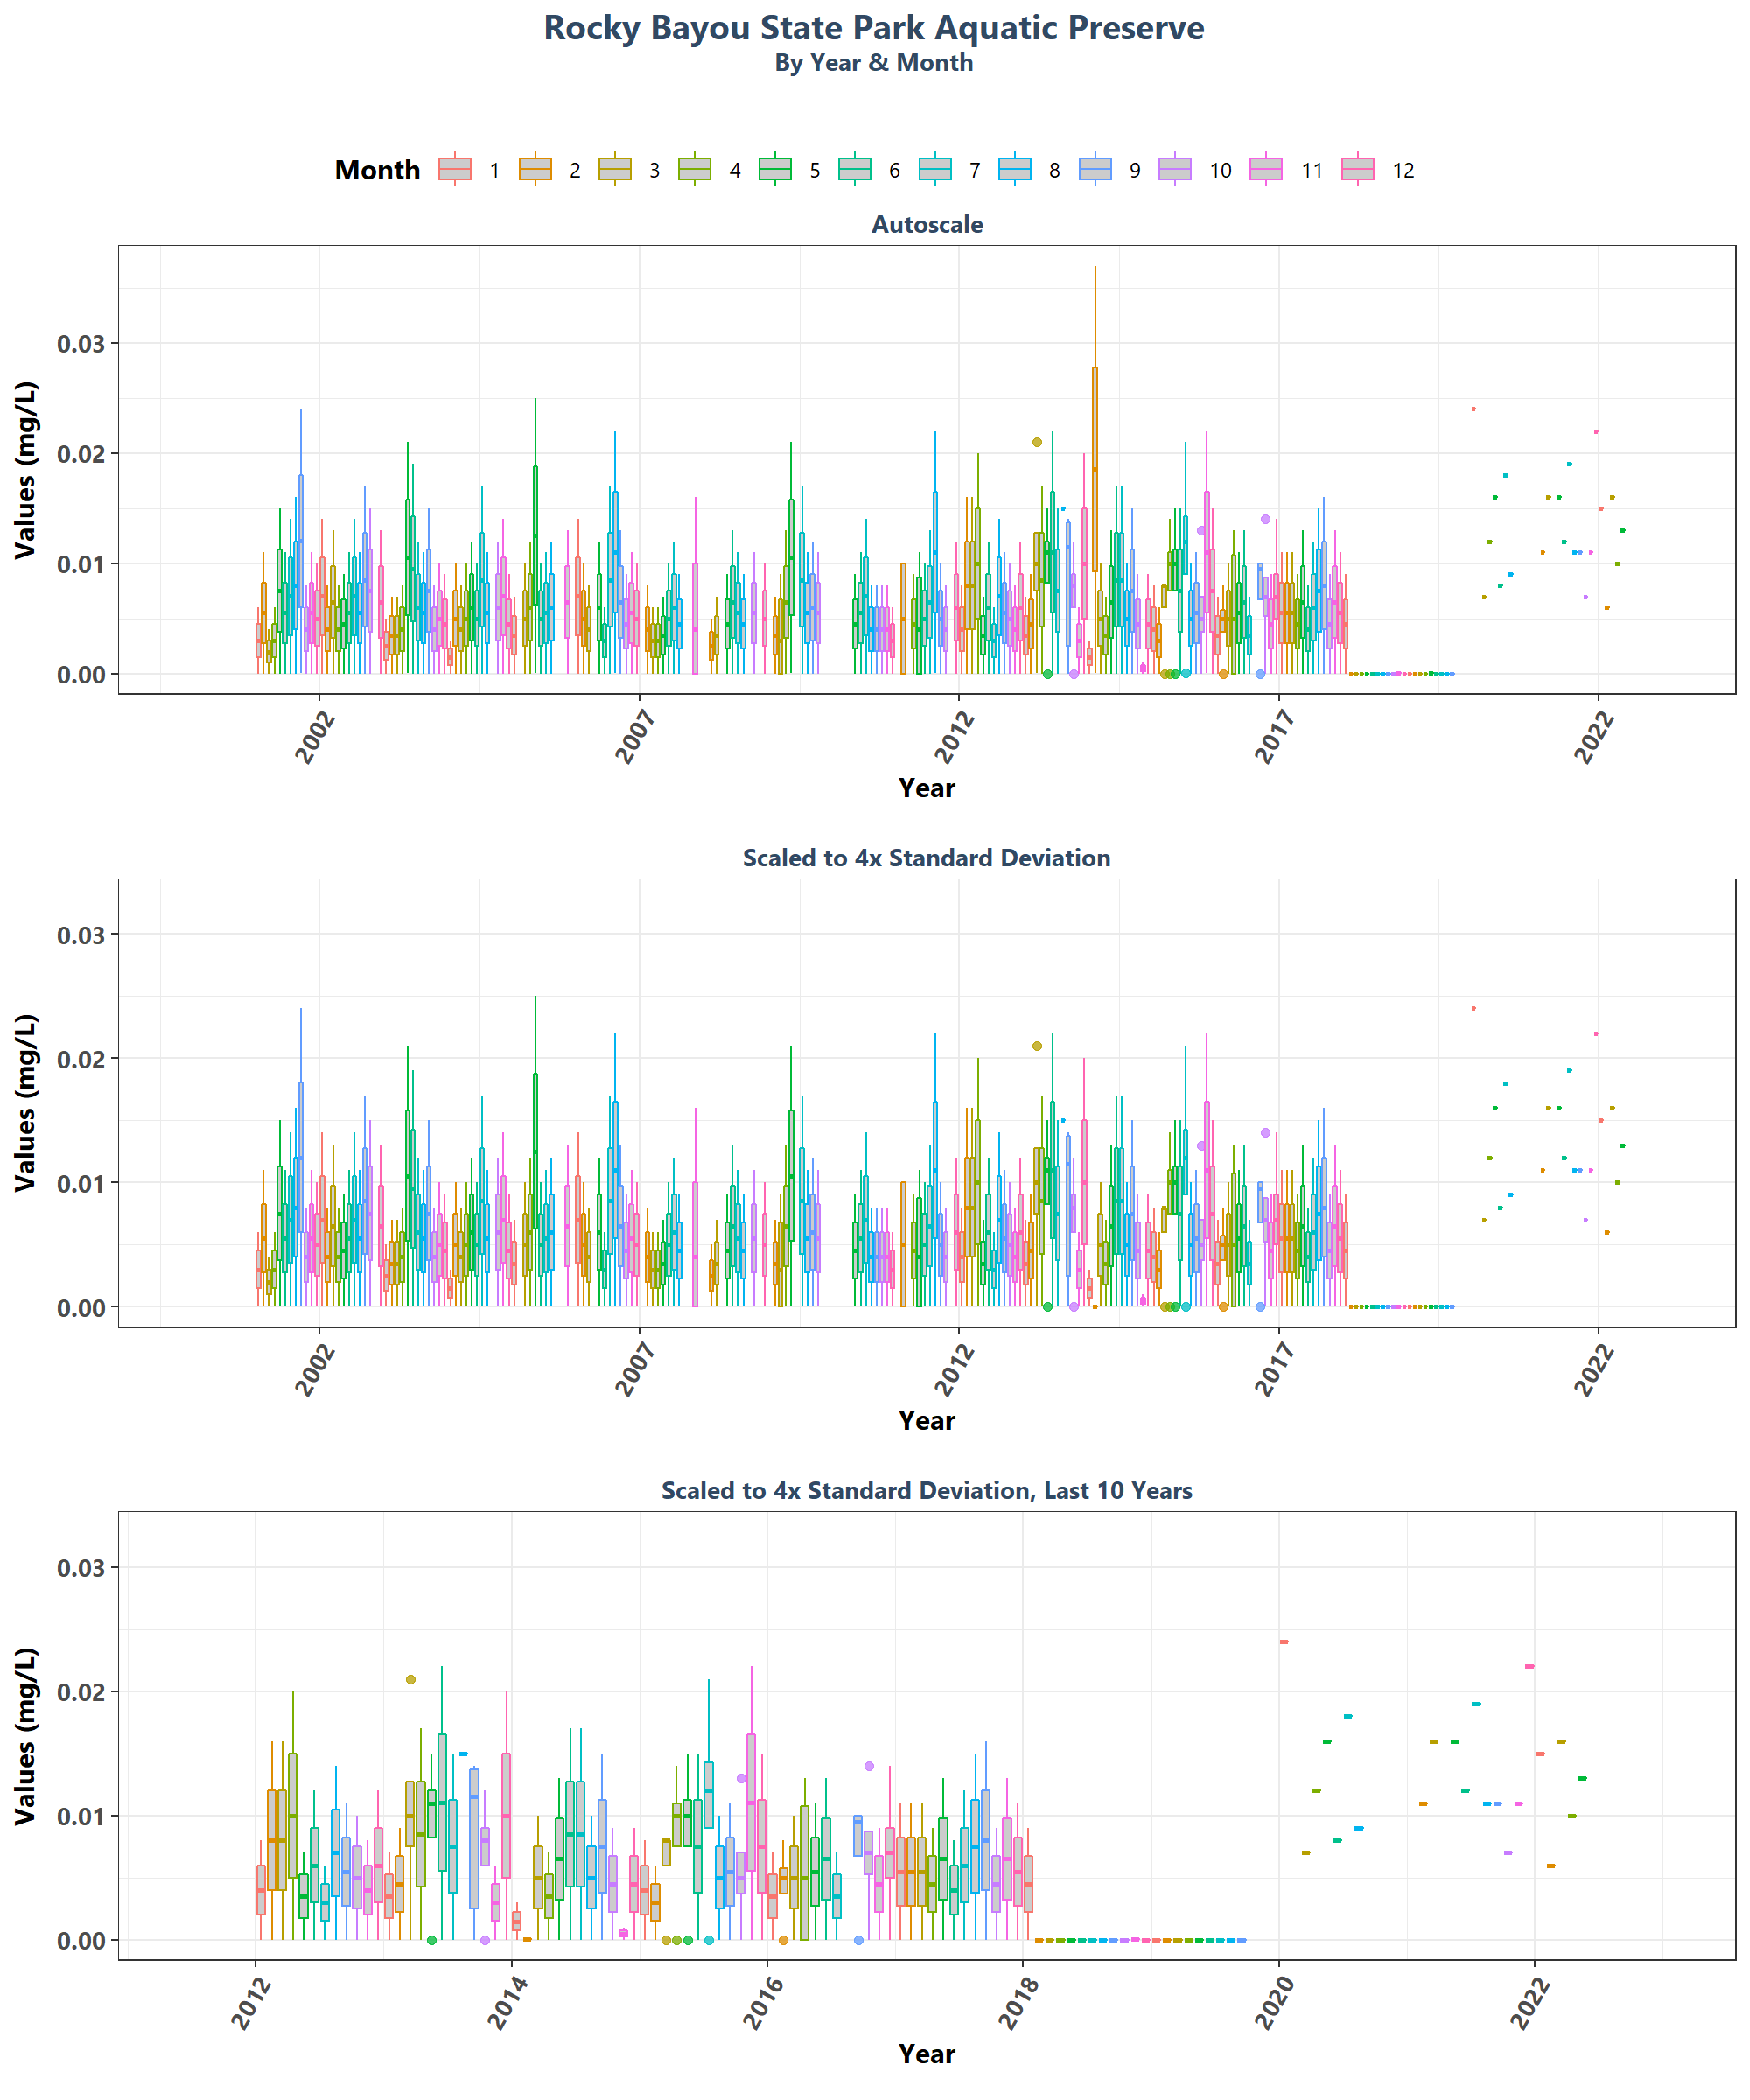 Rocky Bayou State Park Aquatic Preserve
By Year & Month
Month 1 2 3 4 5 6 7 8 9 10 11 12
Autoscale
Values (mg/L)
0.03
0.02
0.01
0.00
2002 2007 2012 2017 2022
Year
Scaled to 4x Standard Deviation
Values (mg/L)
0.03
0.02
0.01
0.00
2002 2007 2012 2017 2022
Year
Scaled to 4x Standard Deviation, Last 10 Years
Values (mg/L)
0.03
0.02
0.01
0.00
2012 2014 2016 2018 2020 2022
Year